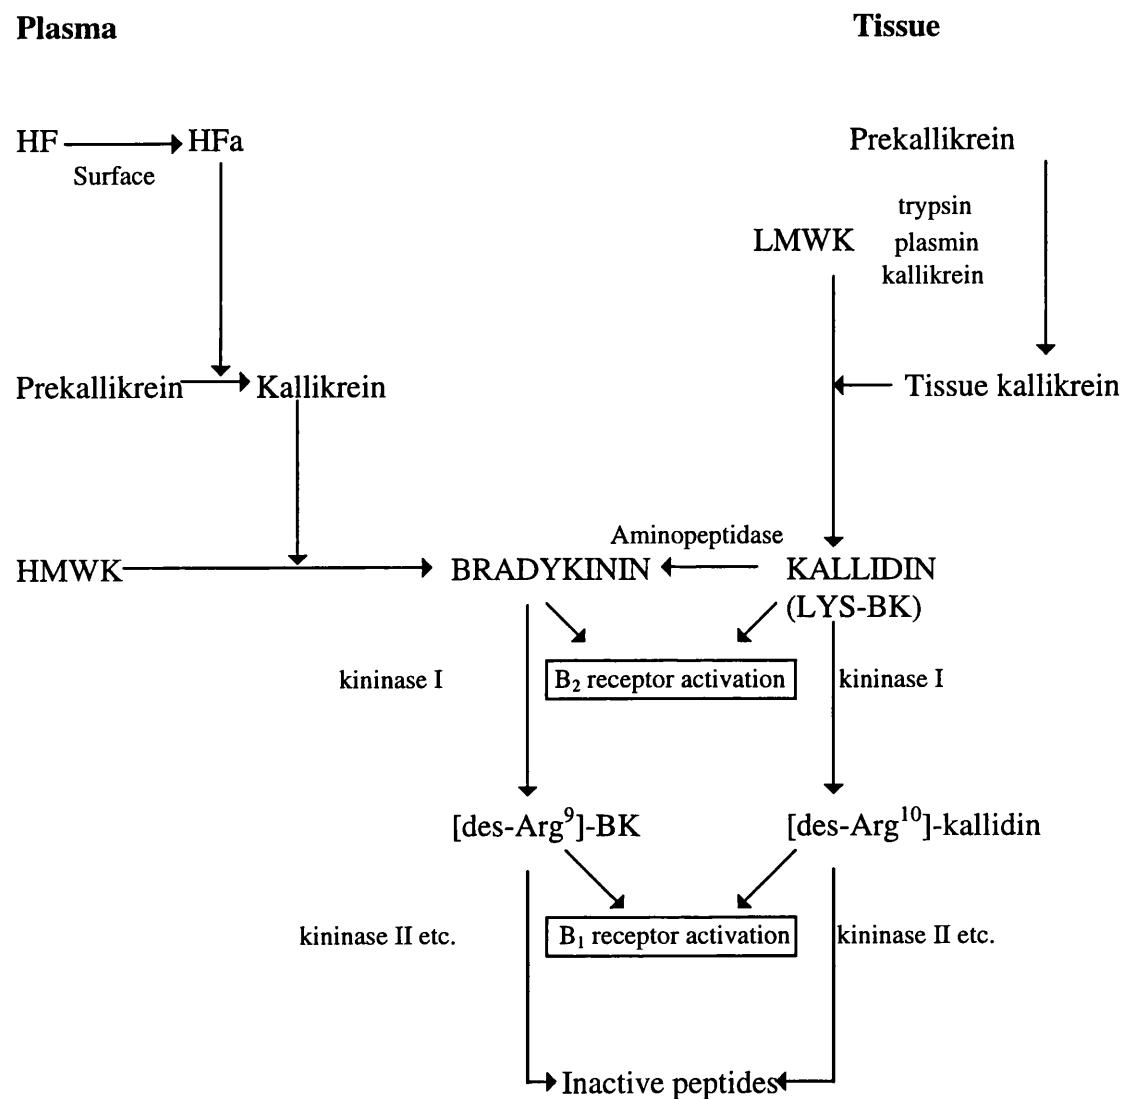 Plasma
Tissue
HF
HFa
Surface
Prekallikrein
trypsin
LMWK
plasmin
kallikrein
Prekallikrein
Kallikrein
Tissue kallikrein
Aminopeptidase
HMWK
BRADYKININ
KALLIDIN
(LYS-BK)
kininase I
B₂ receptor activation
kininase I
[des-Arg⁹]-BK
[des-Arg¹⁰]-kallidin
kininase II etc.
B₁ receptor activation
kininase II etc.
Inactive peptides